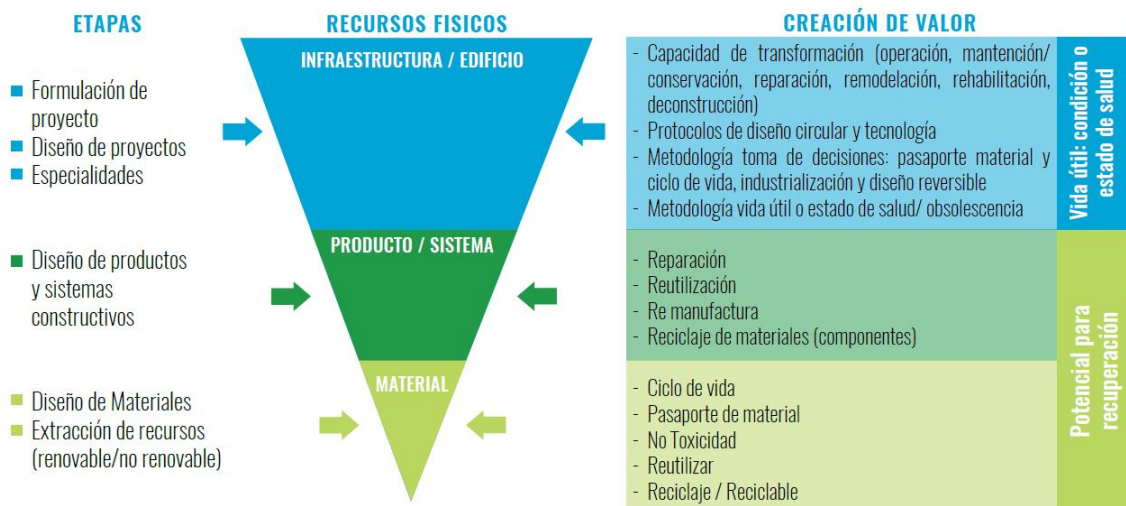 ETAPAS
RECURSOS FISICOS
CREACIÓN DE VALOR
Formulación de
proyecto
Diseño de proyectos
Especialidades
INFRAESTRUCTURA / EDIFICIO
- Capacidad de transformación (operación, mantención/
conservación, reparación, remodelación, rehabilitación,
deconstrucción)
- Protocolos de diseño circular y tecnología
- Metodología toma de decisiones: pasaporte material y
ciclo de vida, industrialización y diseño reversible
- Metodología vida útil o estado de salud/ obsolescencia
Vida útil: condición o
estado de salud
Diseño de productos
y sistemas
constructivos
PRODUCTO / SISTEMA
- Reparación
- Reutilización
- Re manufactura
- Reciclaje de materiales (componentes)
Diseño de Materiales
Extracción de recursos
(renovable/no renovable)
MATERIAL
- Ciclo de vida
- Pasaporte de material
- No Toxicidad
- Reutilizar
- Reciclaje / Reciclable
Potencial para
recuperación